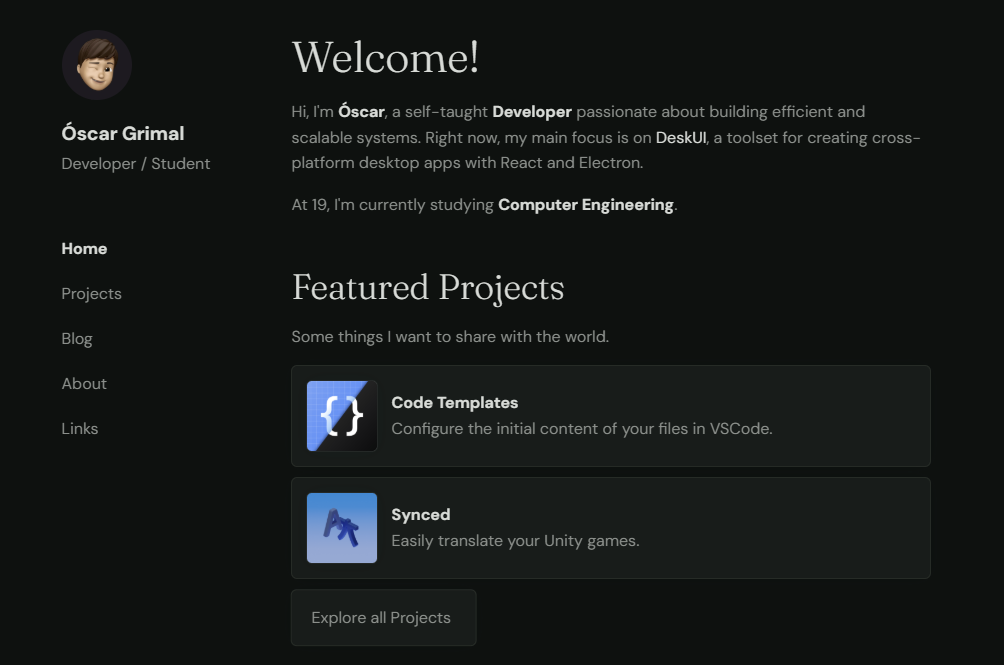 Óscar Grimal
Developer / Student
Home
Projects
Blog
About
Links
Welcome!
Hi, I'm Óscar, a self-taught Developer passionate about building efficient and
scalable systems. Right now, my main focus is on DeskUI, a toolset for creating cross-
platform desktop apps with React and Electron.
At 19, I'm currently studying Computer Engineering.
Featured Projects
Some things I want to share with the world.
{}
Code Templates
Configure the initial content of your files in VSCode.
Synced
Easily translate your Unity games.
Explore all Projects